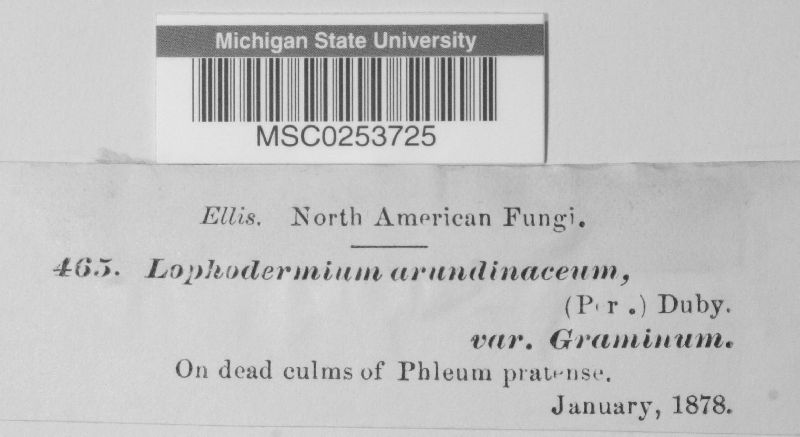 Michigan State University
MSC0253725
Ellis. North American Fungi.
465. Lophodermium arundinaceum,
Duby.
var. Graminum.
On dead culms of Phleum pratense.
January, 1878.